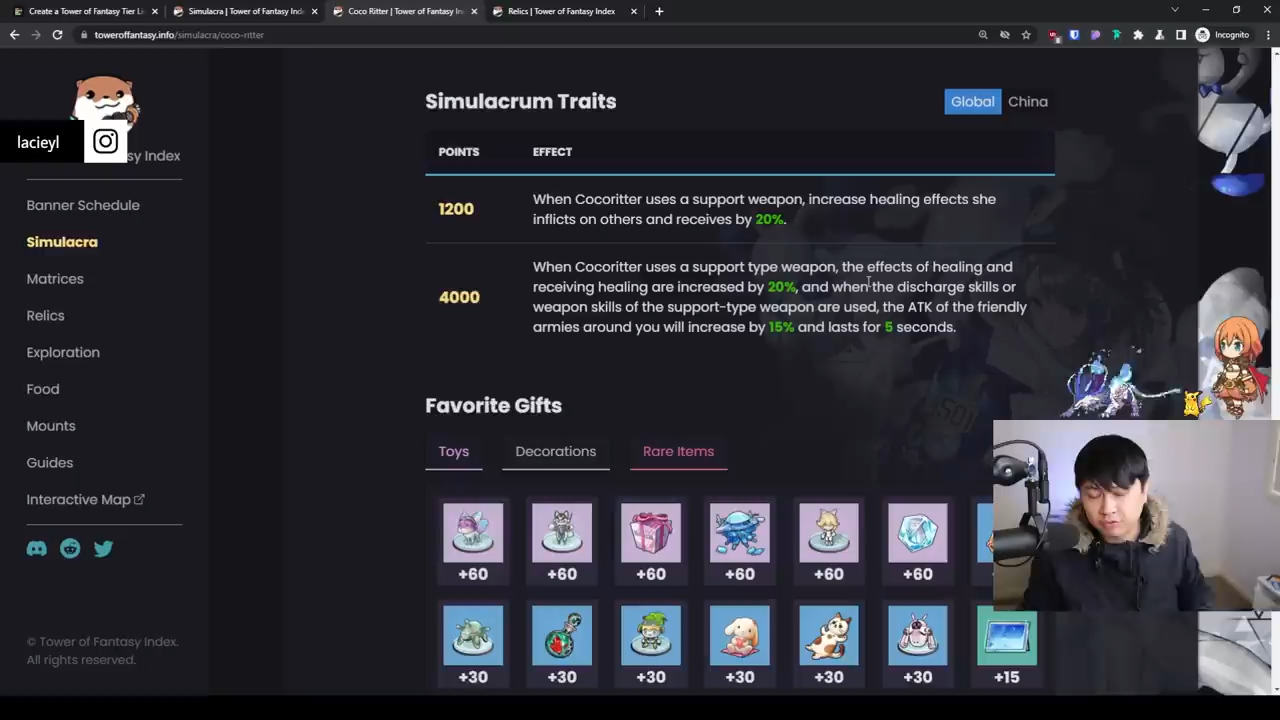 Create a Tower of Fantasy Tier Li
Simulacra | Tower of Fantasy Inde
Coco Ritter | Tower of Fantasy In
Relics | Tower of Fantasy Index
toweroffantasy.info/simulacra/coco-ritter
Incognito
lacieyl
sy Index
Banner Schedule
Simulacra
Matrices
Relics
Exploration
Food
Mounts
Guides
Interactive Map
© Tower of Fantasy Index.
All rights reserved.
Simulacrum Traits
Global China
POINTS EFFECT
1200
When Cocoritter uses a support weapon, increase healing effects she
inflicts on others and receives by 20%.
4000
When Cocoritter uses a support type weapon, the effects of healing and
receiving healing are increased by 20%, and when the discharge skills or
weapon skills of the support-type weapon are used, the ATK of the friendly
armies around you will increase by 15% and lasts for 5 seconds.
Favorite Gifts
Toys Decorations Rare Items
+60 +60 +60 +60 +60 +60
+30 +30 +30 +30 +30 +30 +15